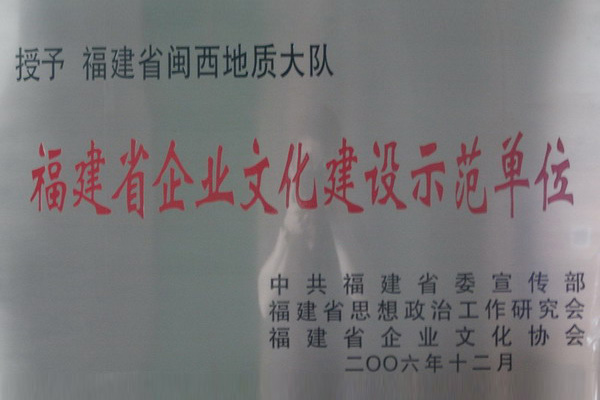 授予 福建省闽西地质大队
福建省企业文化建设示范单位
中共福建省委宣传部
福建省思想政治工作研究会
福建省企业文化协会
二〇〇六年十二月